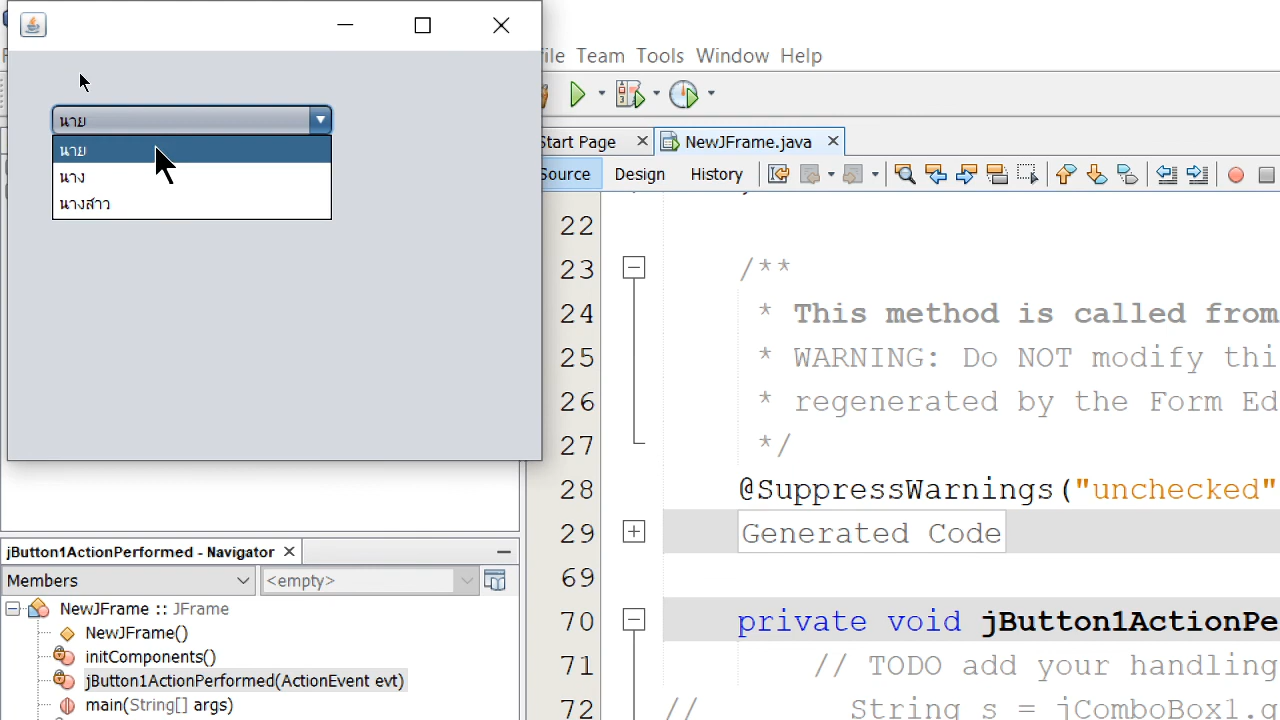 ile Team Tools Window Help
Start Page NewJFrame.java
Source Design History
นาย
นาย
นาง
นางสาว
22
23 /**
24 * This method is called from
25 * WARNING: Do NOT modify thi
26 * regenerated by the Form Ed
27 */
28 @SuppressWarnings("unchecked"
29 Generated Code
69
70 private void jButton1ActionPe
71 // TODO add your handling
72 // String s = jComboBox1.g
jButton1ActionPerformed - Navigator
Members <empty>
NewJFrame :: JFrame
NewJFrame()
initComponents()
jButton1ActionPerformed(ActionEvent evt)
main(String[] args)